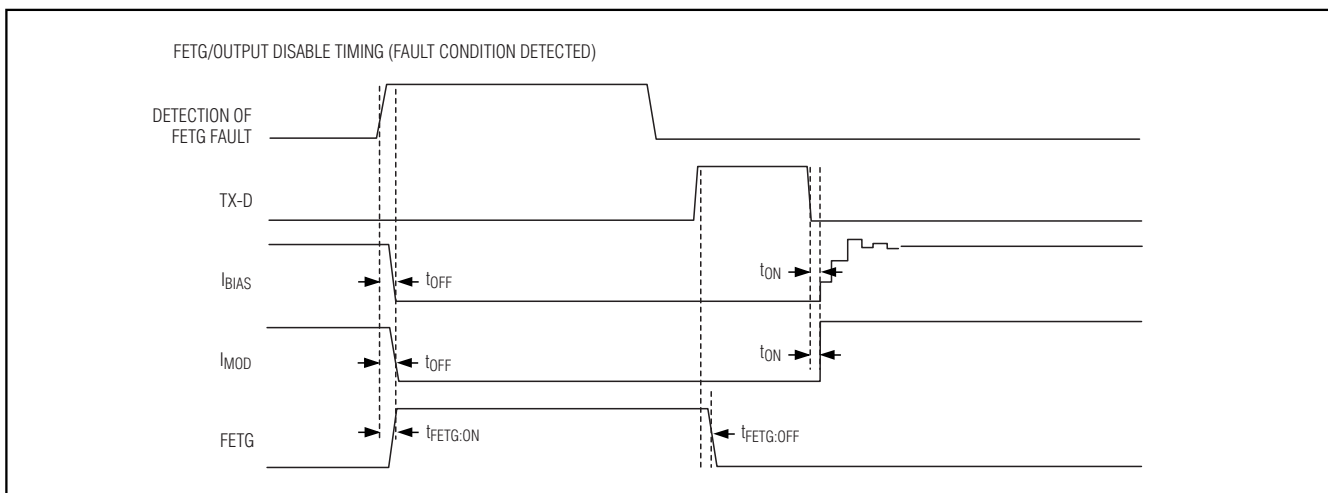 FETG/OUTPUT DISABLE TIMING (FAULT CONDITION DETECTED)
DETECTION OF
FETG FAULT
TX-D
IBIAS
tOFF
tON
IMOD
tOFF
tON
FETG
tFETG:ON
tFETG:OFF